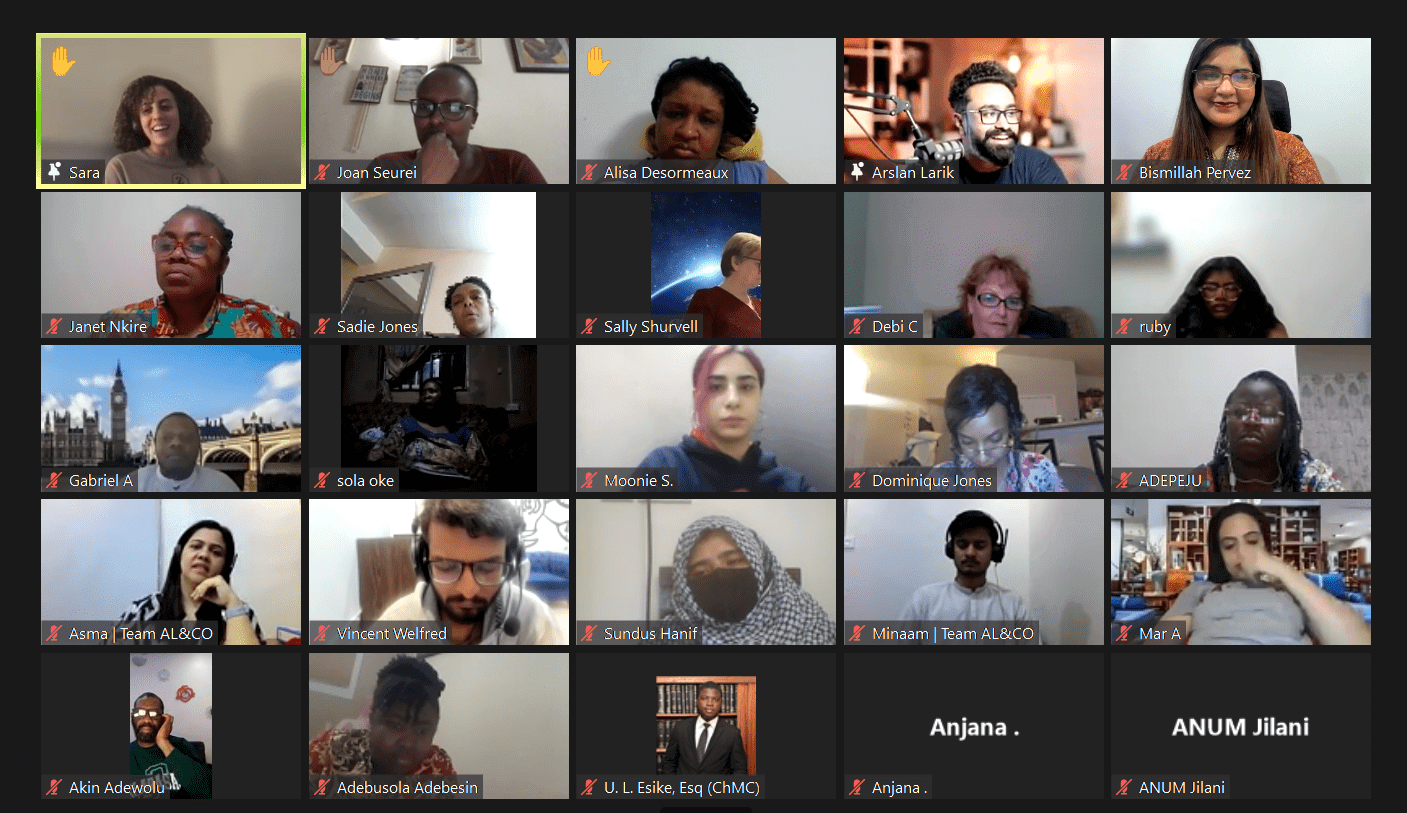 Sara
Joan Seurei
Alisa Desormeaux
Arslan Larik
Bismillah Pervez
Janet Nkire
Sadie Jones
Sally Shurvell
Debi C
ruby
Gabriel A
sola oke
Moonie S.
Dominique Jones
ADEPEJU
Asma | Team AL&CO
Vincent Welfred
Sundus Hanif
Minaam | Team AL&CO
Mar A
Anjana .
ANUM Jilani
Akin Adewolu
Adebusola Adebesin
U. L. Esike, Esq (ChMC)
Anjana .
ANUM Jilani